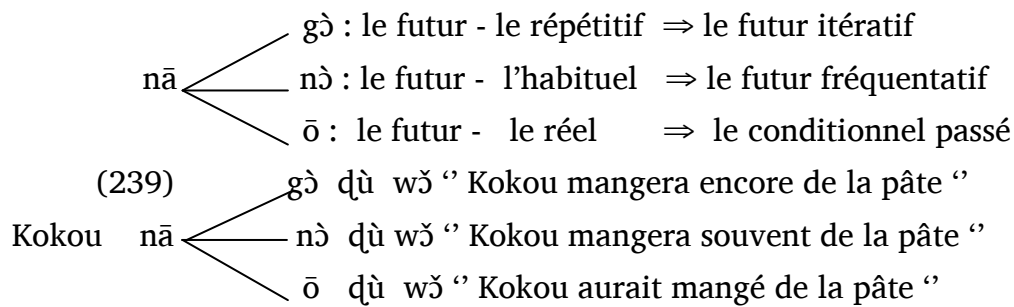 gɔ̀ : le futur - le répétitif ⇒ le futur itératif
nā nɔ̀ : le futur - l’habituel ⇒ le futur fréquentatif
ō : le futur - le réel ⇒ le conditionnel passé
(239) gɔ̀ ɖù wɔ̌ ‘’ Kokou mangera encore de la pâte ‘’
Kokou nā nɔ̀ ɖù wɔ̌ ‘’ Kokou mangera souvent de la pâte ‘’
ō ɖù wɔ̌ ‘’ Kokou aurait mangé de la pâte ‘’